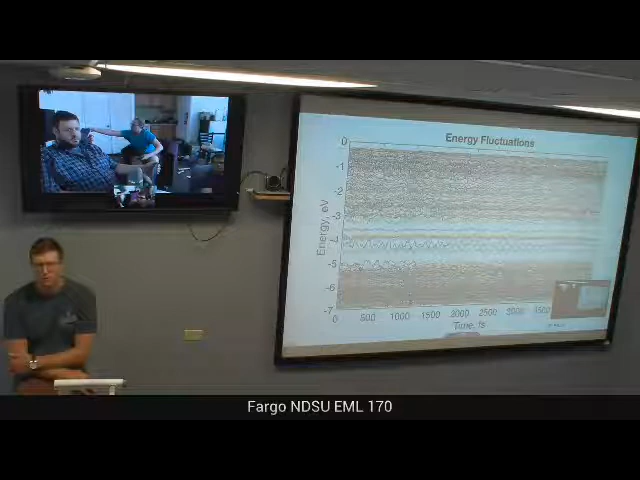 Energy Fluctuations
0
-1
-2
-3
-4
-5
-6
-7
Energy, eV
0 500 1000 1500 2000 2500 3000 3500
Time, fs
Fargo NDSU EML 170